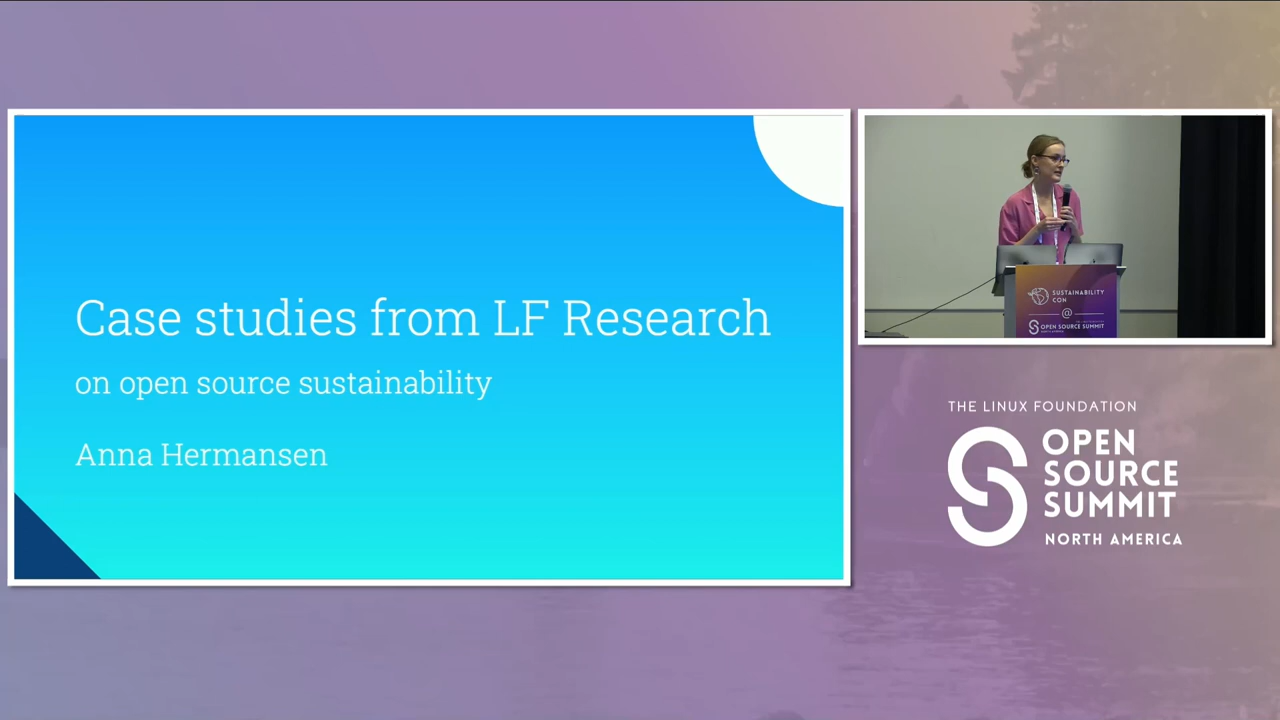 Case studies from LF Research
on open source sustainability
Anna Hermansen
SUSTAINABILITY
CON
@
OPEN SOURCE SUMMIT
THE LINUX FOUNDATION
OPEN
SOURCE
SUMMIT
NORTH AMERICA